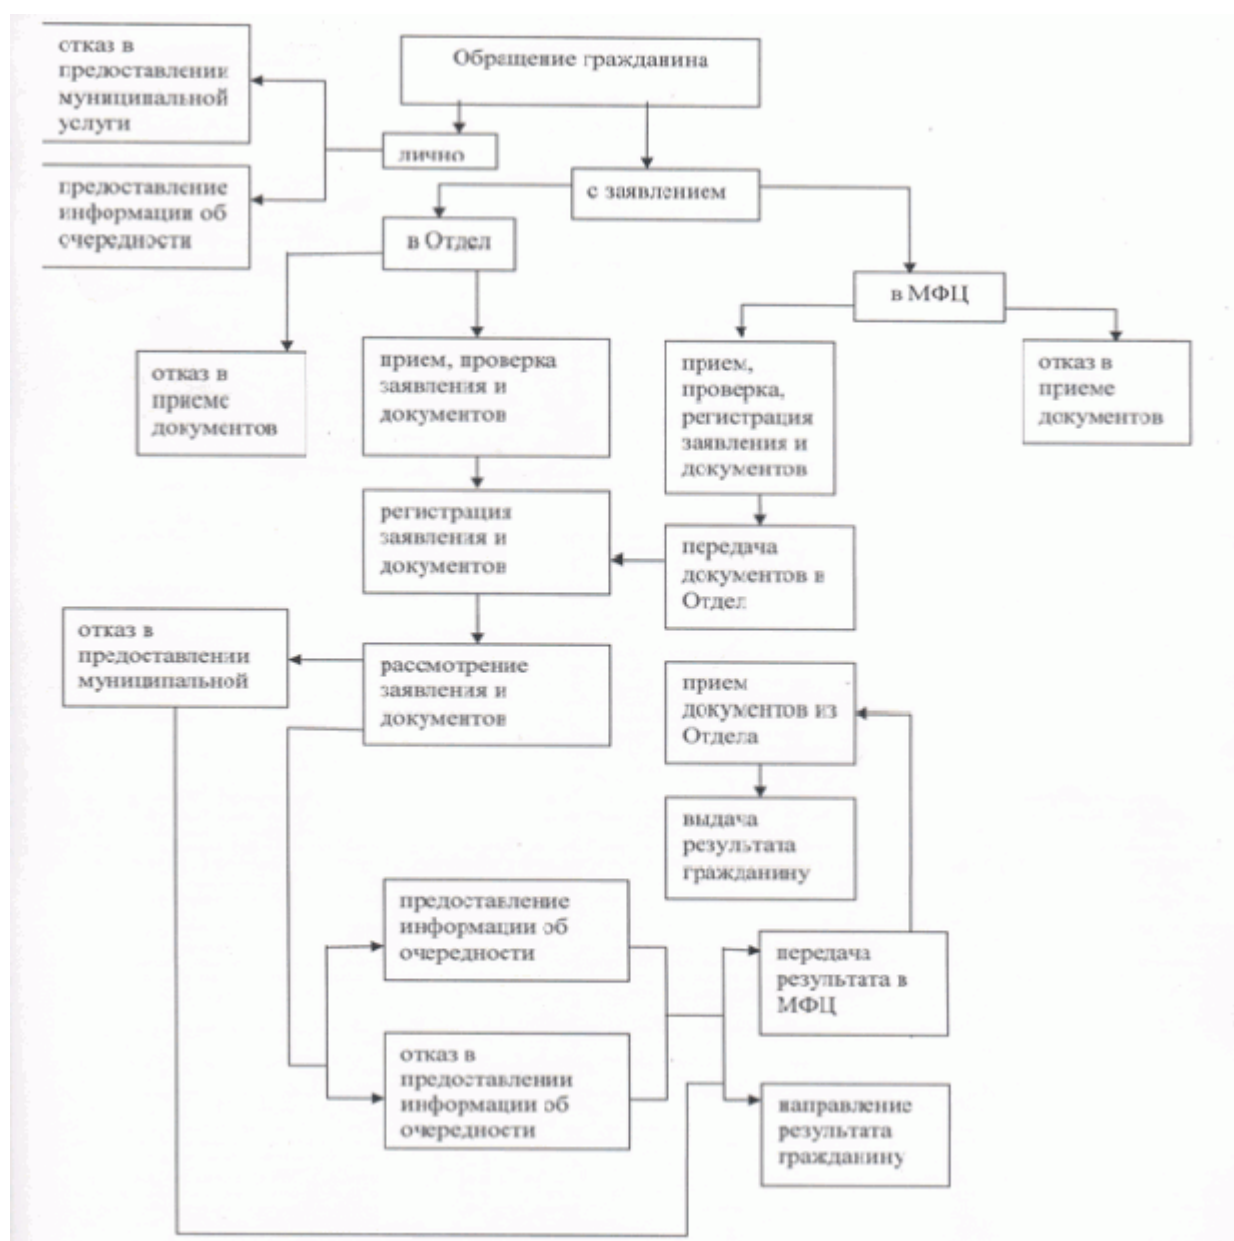 Обращение гражданина
отказ в
предоставлении
муниципальной
услуги
лично
с заявлением
предоставление
информации об
очередности
в Отдел
в МФЦ
отказ в
приеме
документов
прием, проверка
заявления и
документов
прием,
проверка,
регистрация
заявления и
документов
отказ в
приеме
документов
регистрация
заявления и
документов
передача
документов в
Отдел
отказ в
предоставлении
муниципальной
рассмотрение
заявления и
документов
прием
документов из
Отдела
выдача
результата
гражданину
предоставление
информации об
очередности
передача
результата в
МФЦ
отказ в
предоставлении
информации об
очередности
направление
результата
гражданину